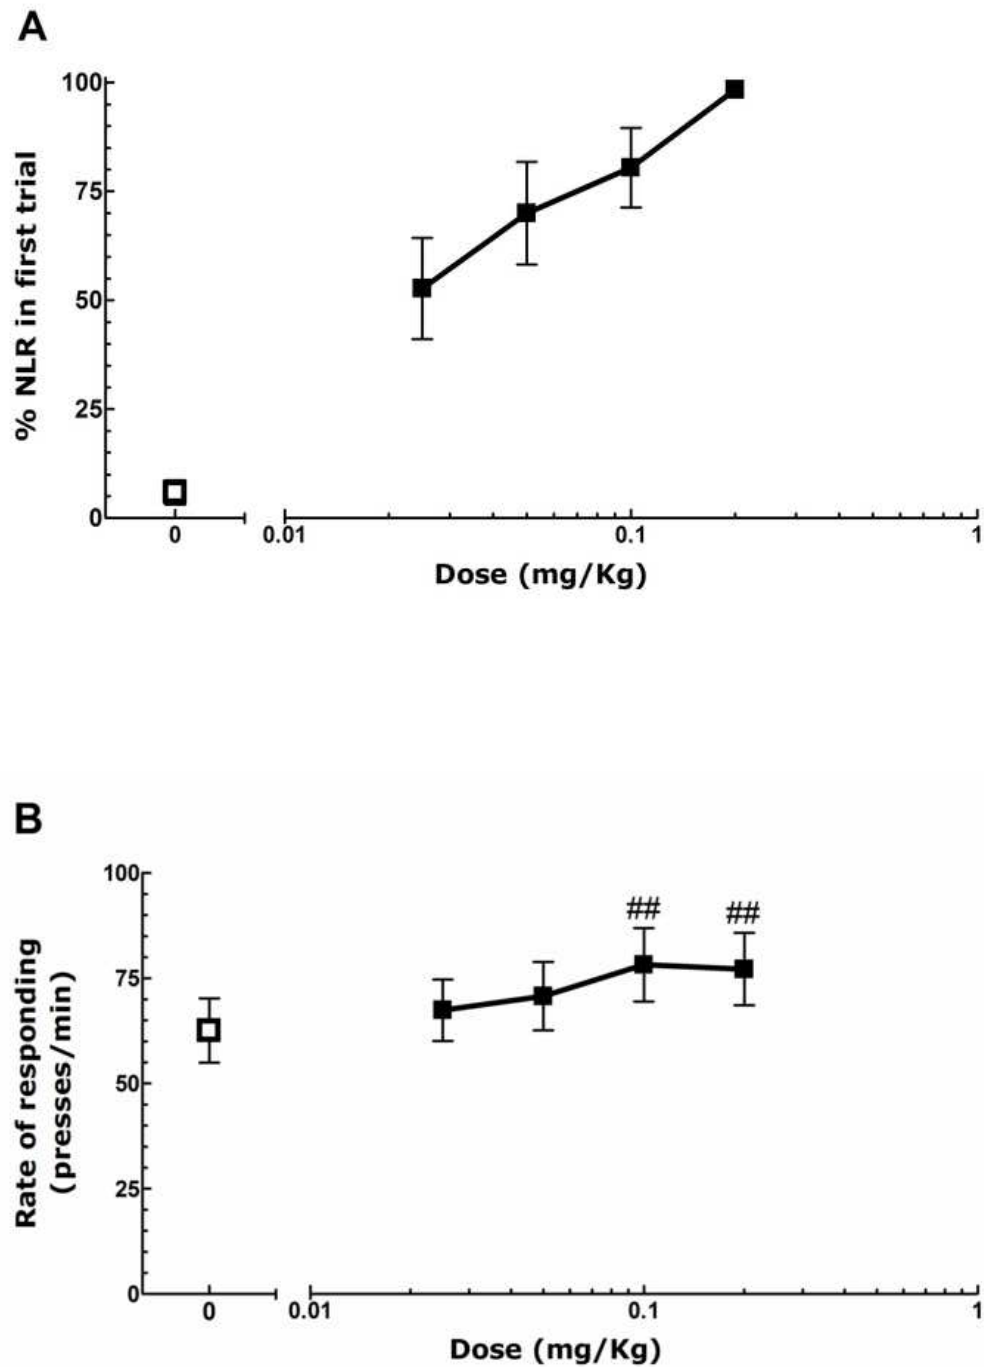 A
100
75
50
25
0
% NLR in first trial
0 0.01 0.1 1
Dose (mg/Kg)
B
100
75
50
25
0
Rate of responding
(presses/min)
## ##
0 0.01 0.1 1
Dose (mg/Kg)